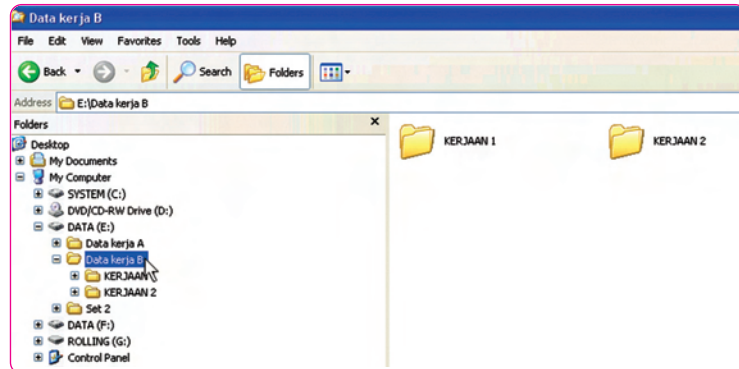 Data kerja B
File Edit View Favorites Tools Help
Back Search Folders
Address E:\Data kerja B
Folders
Desktop
My Documents
My Computer
SYSTEM (C:)
DVD/CD-RW Drive (D:)
DATA (E:)
Data kerja A
Data kerja B
KERJAAN
KERJAAN 2
Set 2
DATA (F:)
ROLLING (G:)
Control Panel
KERJAAN 1 KERJAAN 2